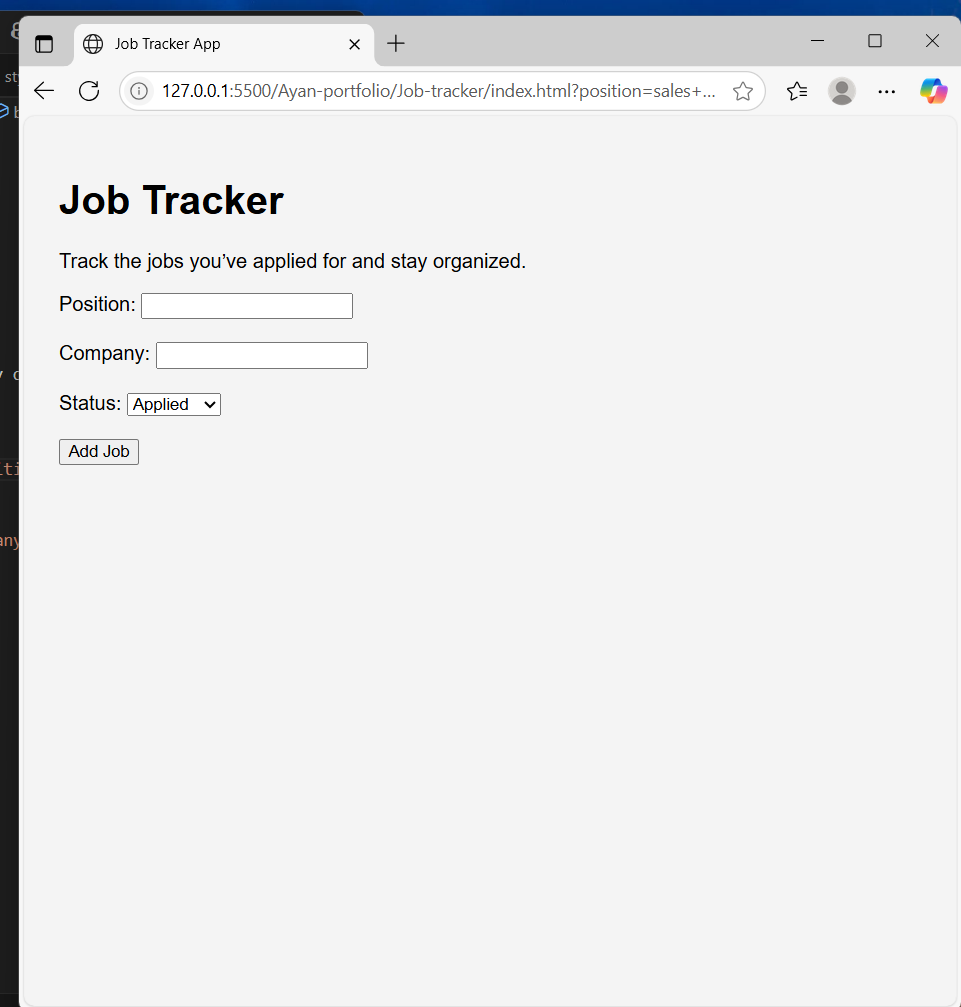 Job Tracker App
127.0.0.1:5500/Ayan-portfolio/Job-tracker/index.html?position=sales+...
Job Tracker
Track the jobs you’ve applied for and stay organized.
Position:
Company:
Status: Applied
Add Job